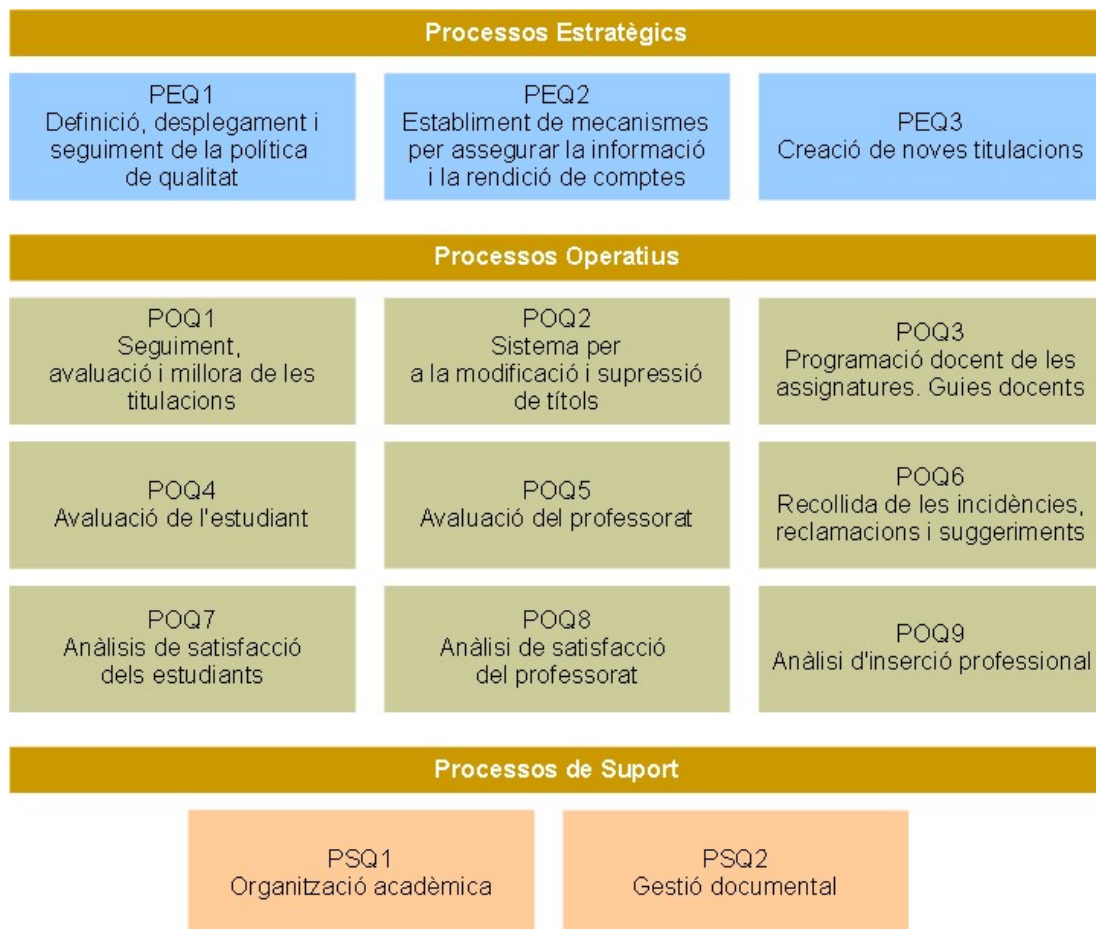 Processos Estratègics
PEQ1
Definició, desplegament i
seguiment de la política
de qualitat
PEQ2
Establiment de mecanismes
per assegurar la informació
i la rendició de comptes
PEQ3
Creació de noves titulacions
Processos Operatius
POQ1
Seguiment,
avaluació i millora de les
titulacions
POQ2
Sistema per
a la modificació i supressió
de títols
POQ3
Programació docent de les
assignatures. Guies docents
POQ4
Avaluació de l'estudiant
POQ5
Avaluació del professorat
POQ6
Recollida de les incidències,
reclamacions i suggeriments
POQ7
Anàlisis de satisfacció
dels estudiants
POQ8
Anàlisi de satisfacció
del professorat
POQ9
Anàlisi d'inserció professional
Processos de Suport
PSQ1
Organització acadèmica
PSQ2
Gestió documental